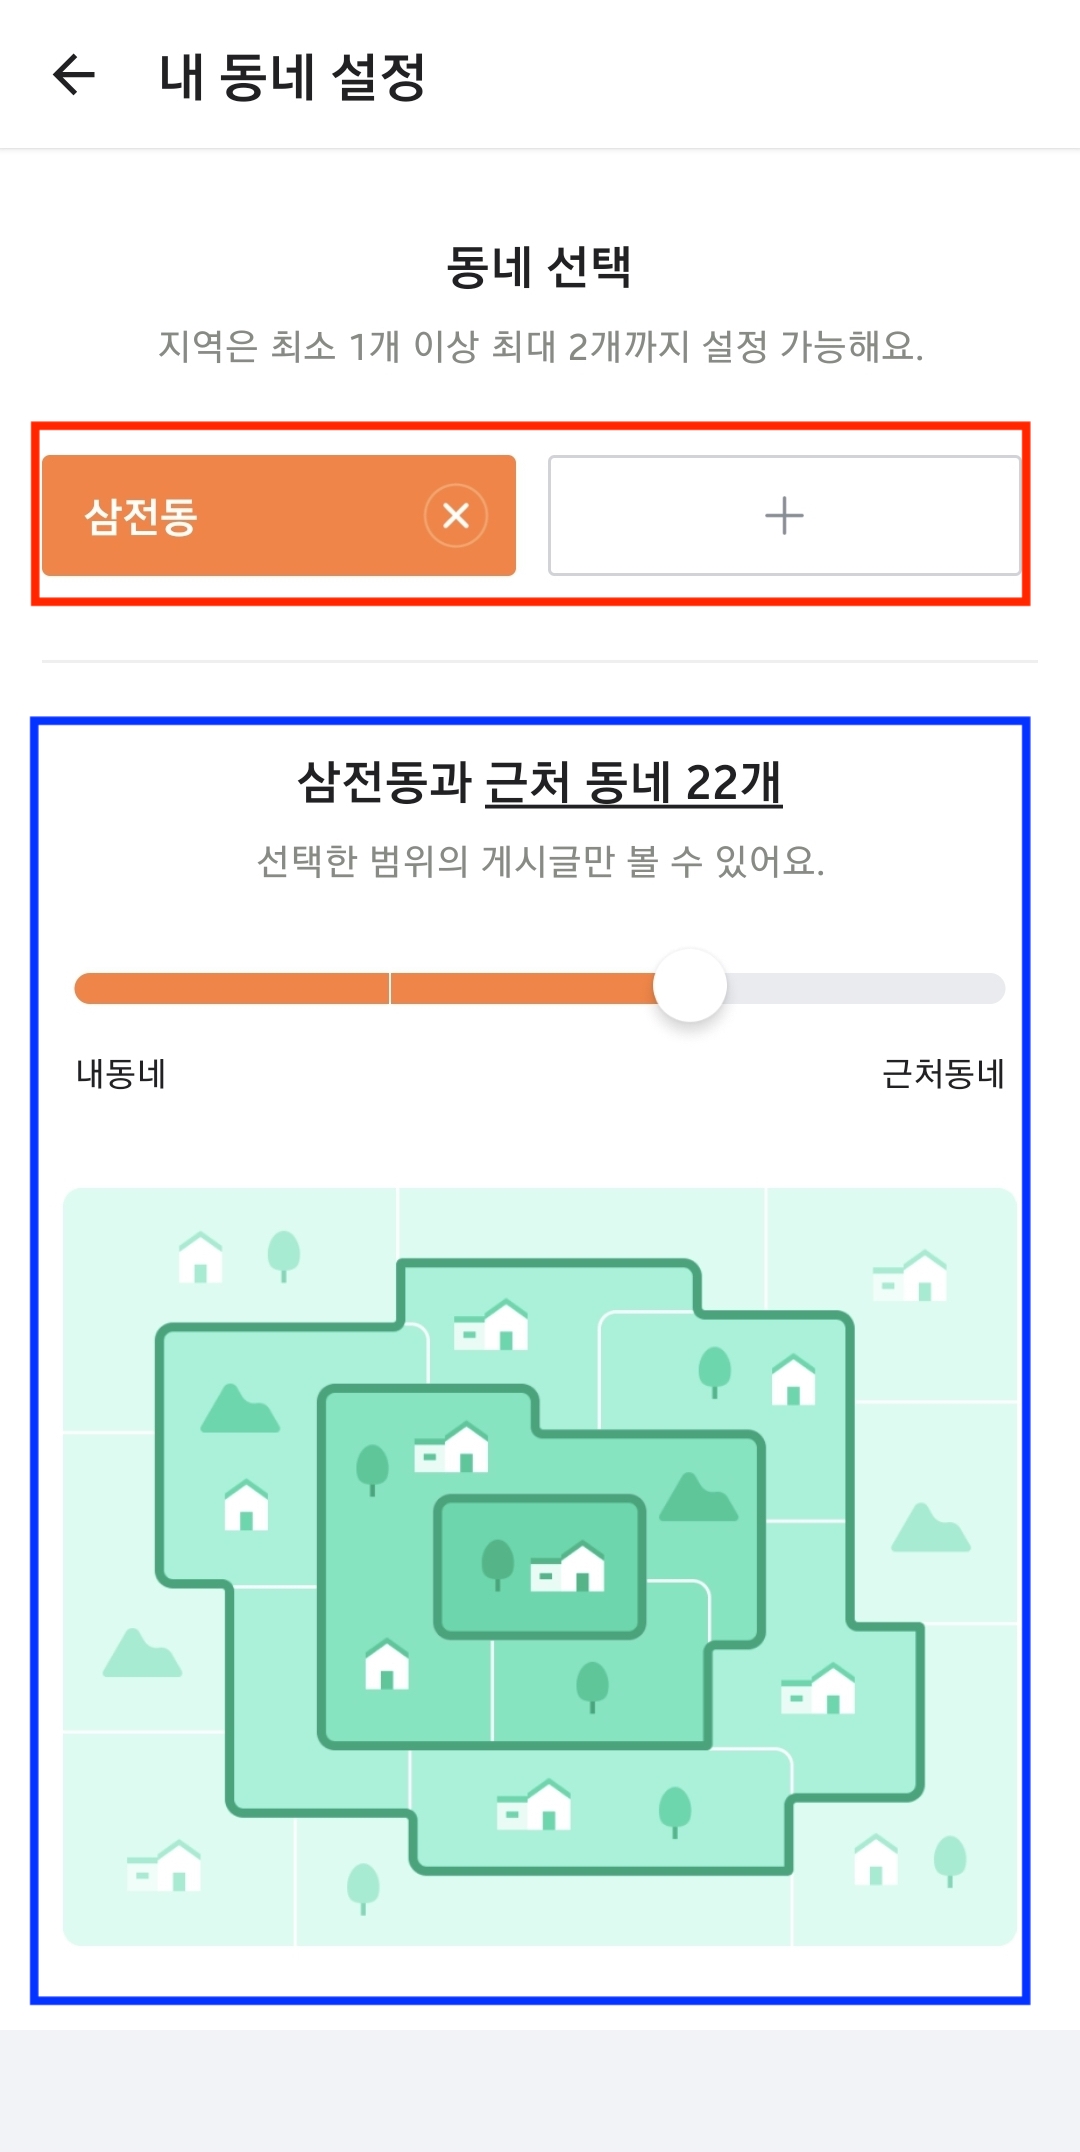 내 동네 설정
동네 선택
지역은 최소 1개 이상 최대 2개까지 설정 가능해요.
삼전동
삼전동과 근처 동네 22개
선택한 범위의 게시글만 볼 수 있어요.
내동네 근처동네